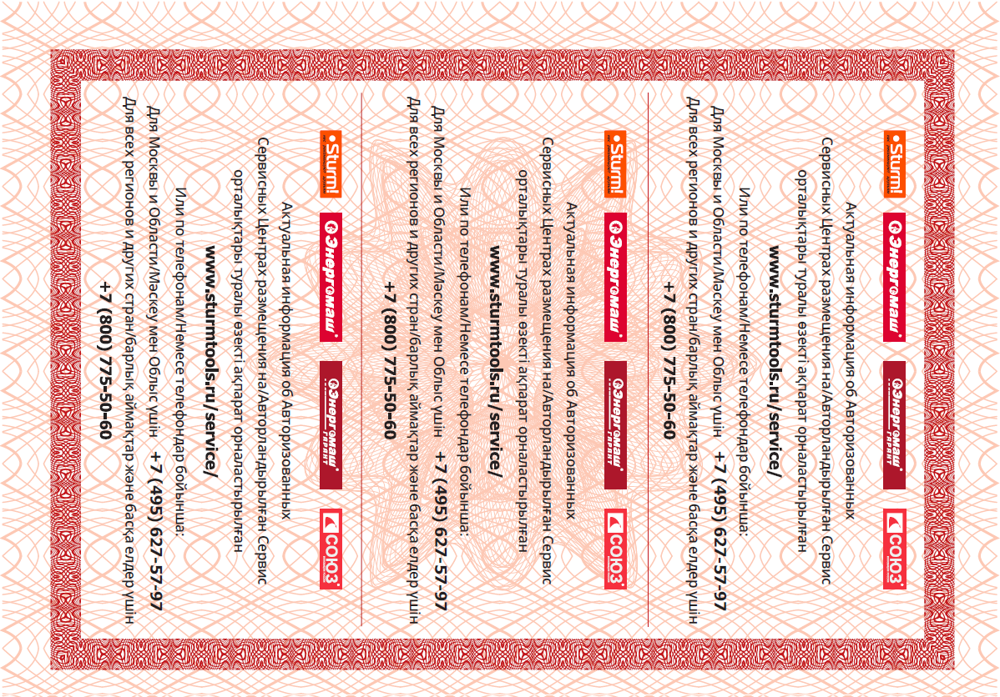 Sturm! Энергомаш® Энергомаш® ГАРАНТ СОЮЗ
Актуальная информация об Авторизованных
Сервисных Центрах размещения на/Авторландырылған Сервис
орталықтары туралы өзекті ақпарат орналастырылған
www.sturmtools.ru/service/
Или по телефонам/Немесе телефондар бойынша:
Для Москвы и Области/Мәскеу мен Облыс үшін +7 (495) 627-57-97
Для всех регионов и других стран/барлық аймақтар және басқа елдер үшін
+7 (800) 775-50-60
Sturm! Энергомаш® Энергомаш® ГАРАНТ СОЮЗ
Актуальная информация об Авторизованных
Сервисных Центрах размещения на/Авторландырылған Сервис
орталықтары туралы өзекті ақпарат орналастырылған
www.sturmtools.ru/service/
Или по телефонам/Немесе телефондар бойынша:
Для Москвы и Области/Мәскеу мен Облыс үшін +7 (495) 627-57-97
Для всех регионов и других стран/барлық аймақтар және басқа елдер үшін
+7 (800) 775-50-60
Sturm! Энергомаш® Энергомаш® ГАРАНТ СОЮЗ
Актуальная информация об Авторизованных
Сервисных Центрах размещения на/Авторландырылған Сервис
орталықтары туралы өзекті ақпарат орналастырылған
www.sturmtools.ru/service/
Или по телефонам/Немесе телефондар бойынша:
Для Москвы и Области/Мәскеу мен Облыс үшін +7 (495) 627-57-97
Для всех регионов и других стран/барлық аймақтар және басқа елдер үшін
+7 (800) 775-50-60